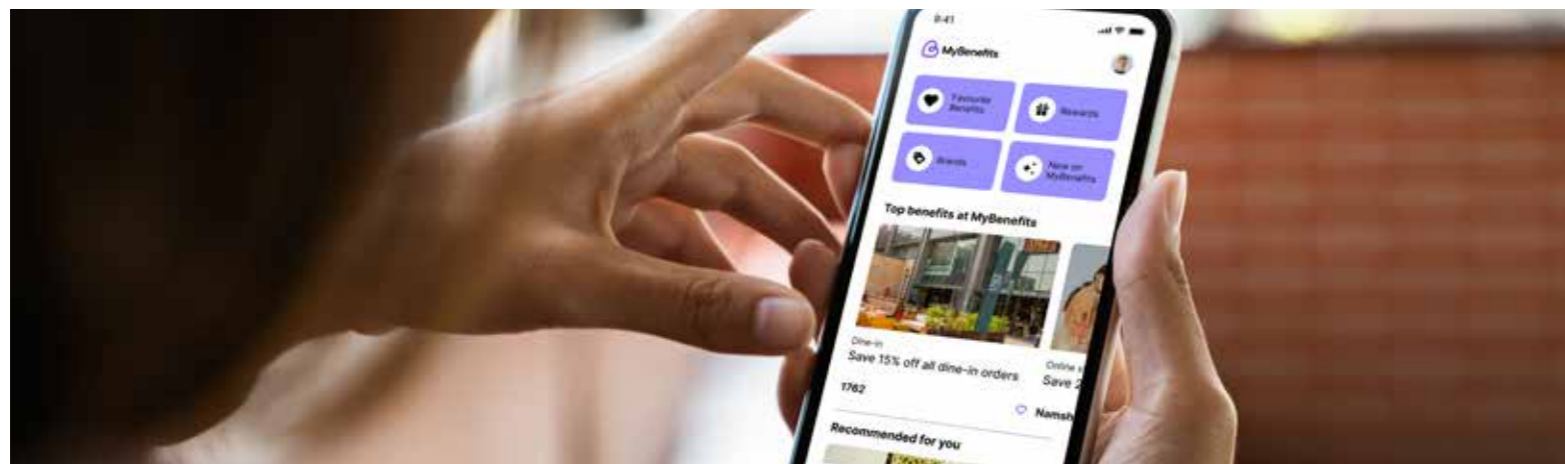 9:41
MyBenefits
Favourite
Benefits
Rewards
Brands
New on
MyBenefits
Top benefits at MyBenefits
Dine-in
Save 15% off all dine-in orders
1762
Online
Save 2
Namsh
Recommended for you